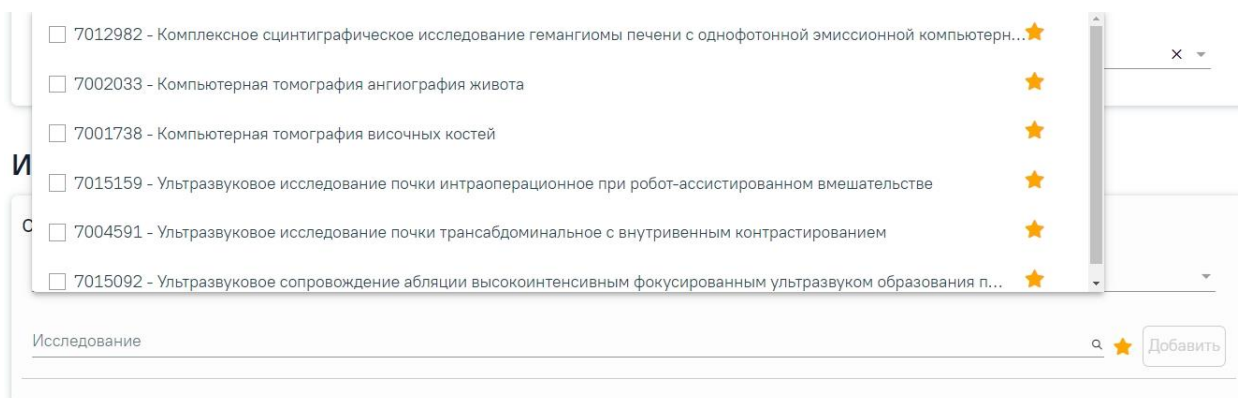 7012982 - Комплексное сцинтиграфическое исследование гемангиомы печени с однофотонной эмиссионной компьютерн...
7002033 - Компьютерная томография ангиография живота
7001738 - Компьютерная томография височных костей
И
7015159 - Ультразвуковое исследование почки интраоперационное при робот-ассистированном вмешательстве
С
7004591 - Ультразвуковое исследование почки трансабдоминальное с внутривенным контрастированием
7015092 - Ультразвуковое сопровождение абляции высокоинтенсивным фокусированным ультразвуком образования п...
Исследование
Добавить